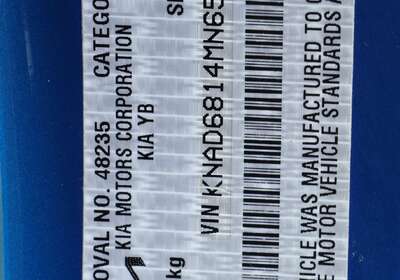 OVAL NO. 48235 CATEGO
KIA MOTORS CORPORATION
KIA YB SE
VIN KNAD6814MN65
kg
ICLE WAS MANUFACTURED TO C
E MOTOR VEHICLE STANDARDS A